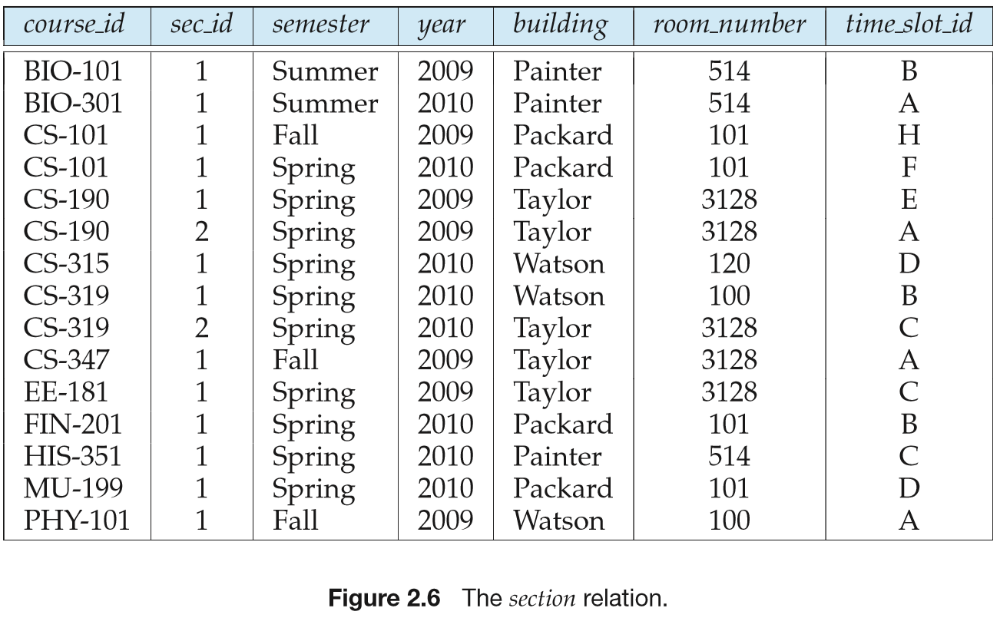 course_id sec_id semester year building room_number time_slot_id
BIO-101 1 Summer 2009 Painter 514 B
BIO-301 1 Summer 2010 Painter 514 A
CS-101 1 Fall 2009 Packard 101 H
CS-101 1 Spring 2010 Packard 101 F
CS-190 1 Spring 2009 Taylor 3128 E
CS-190 2 Spring 2009 Taylor 3128 A
CS-315 1 Spring 2010 Watson 120 D
CS-319 1 Spring 2010 Watson 100 B
CS-319 2 Spring 2010 Taylor 3128 C
CS-347 1 Fall 2009 Taylor 3128 A
EE-181 1 Spring 2009 Taylor 3128 C
FIN-201 1 Spring 2010 Packard 101 B
HIS-351 1 Spring 2010 Painter 514 C
MU-199 1 Spring 2010 Packard 101 D
PHY-101 1 Fall 2009 Watson 100 A
Figure 2.6 The section relation.